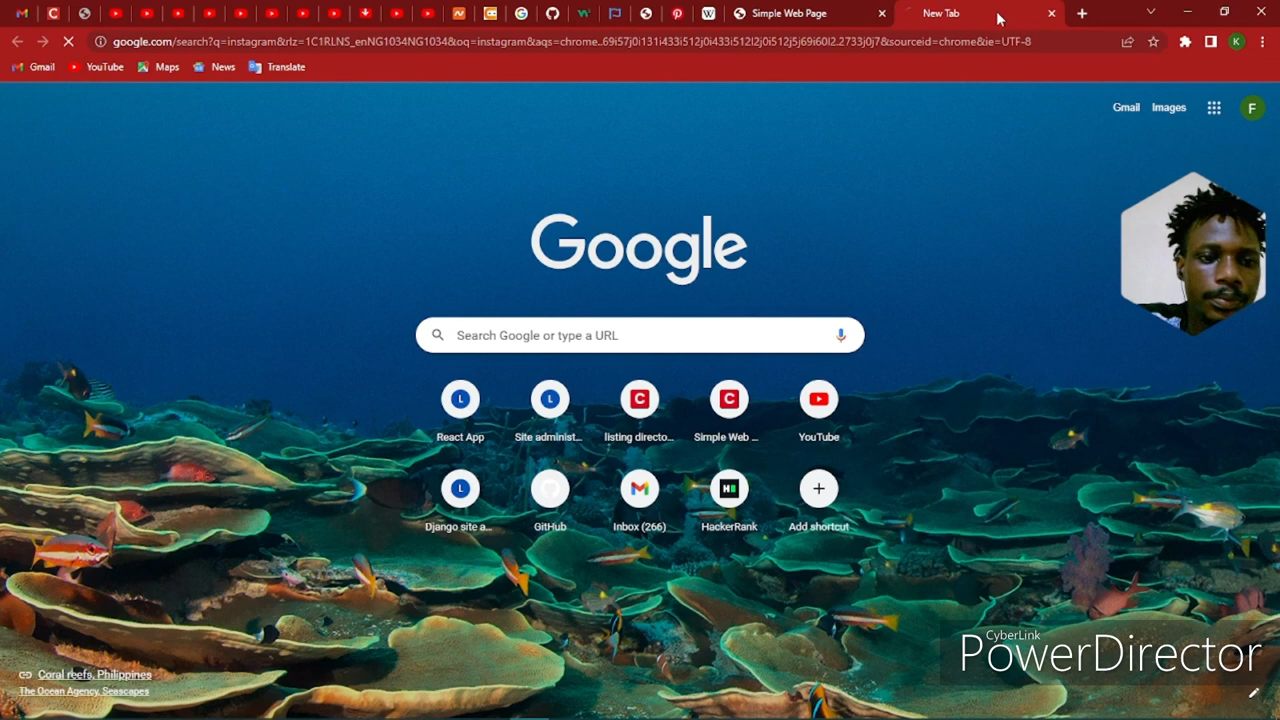 Simple Web Page
New Tab
google.com/search?q=instagram&rlz=1C1RLNS_enNG1034NG1034&oq=instagram&aqs=chrome..69i57j0i131i433i512j0i433i512l2j0i512j5j69i60l2.2733j0j7&sourceid=chrome&ie=UTF-8
K
Gmail YouTube Maps News Translate
Gmail Images F
Google
Search Google or type a URL
React App Site administ... listing directo... Simple Web ... YouTube
Django site a... GitHub Inbox (266) HackerRank Add shortcut
CyberLink
PowerDirector
Coral reefs, Philippines
The Ocean Agency, Seascapes